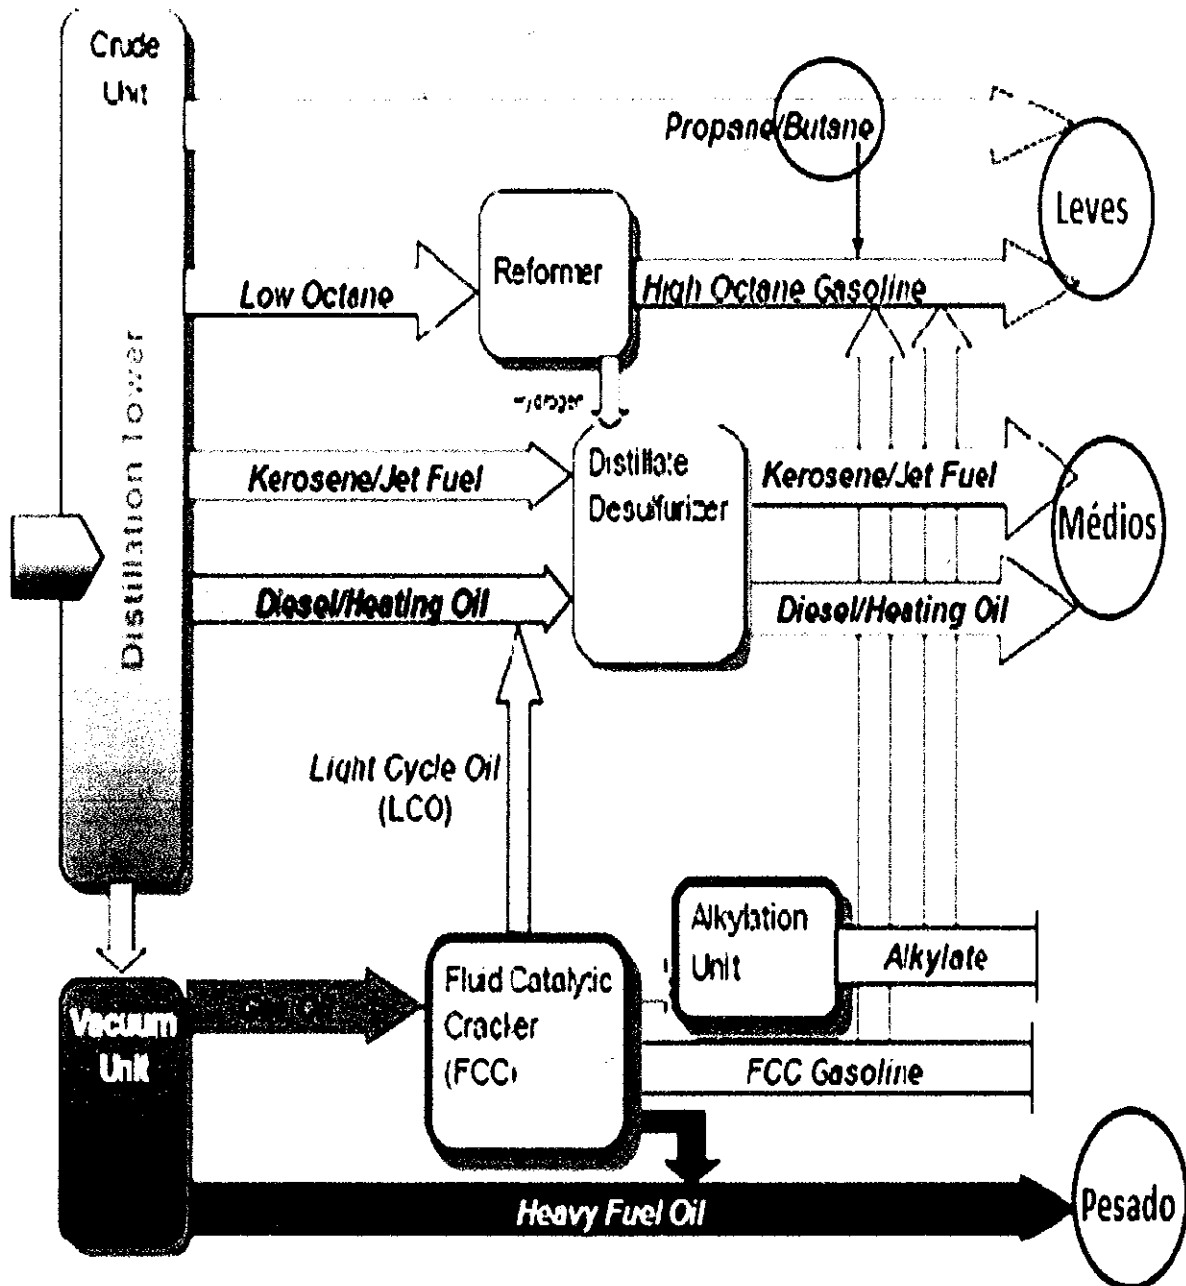 Crude
Unit
Propane/Butane
Leves
Reformer
Low Octane
High Octane Gasoline
Distillation Tower
Kerosene/Jet Fuel
Distillate
Desulfurizer
Kerosene/Jet Fuel
Médios
Diesel/Heating Oil
Diesel/Heating Oil
Light Cycle Oil
(LCO)
Alkylation
Unit
Alkylate
Fluid Catalytic
Cracker
(FCC)
Vacuum
Unit
FCC Gasoline
Heavy Fuel Oil
Pesado